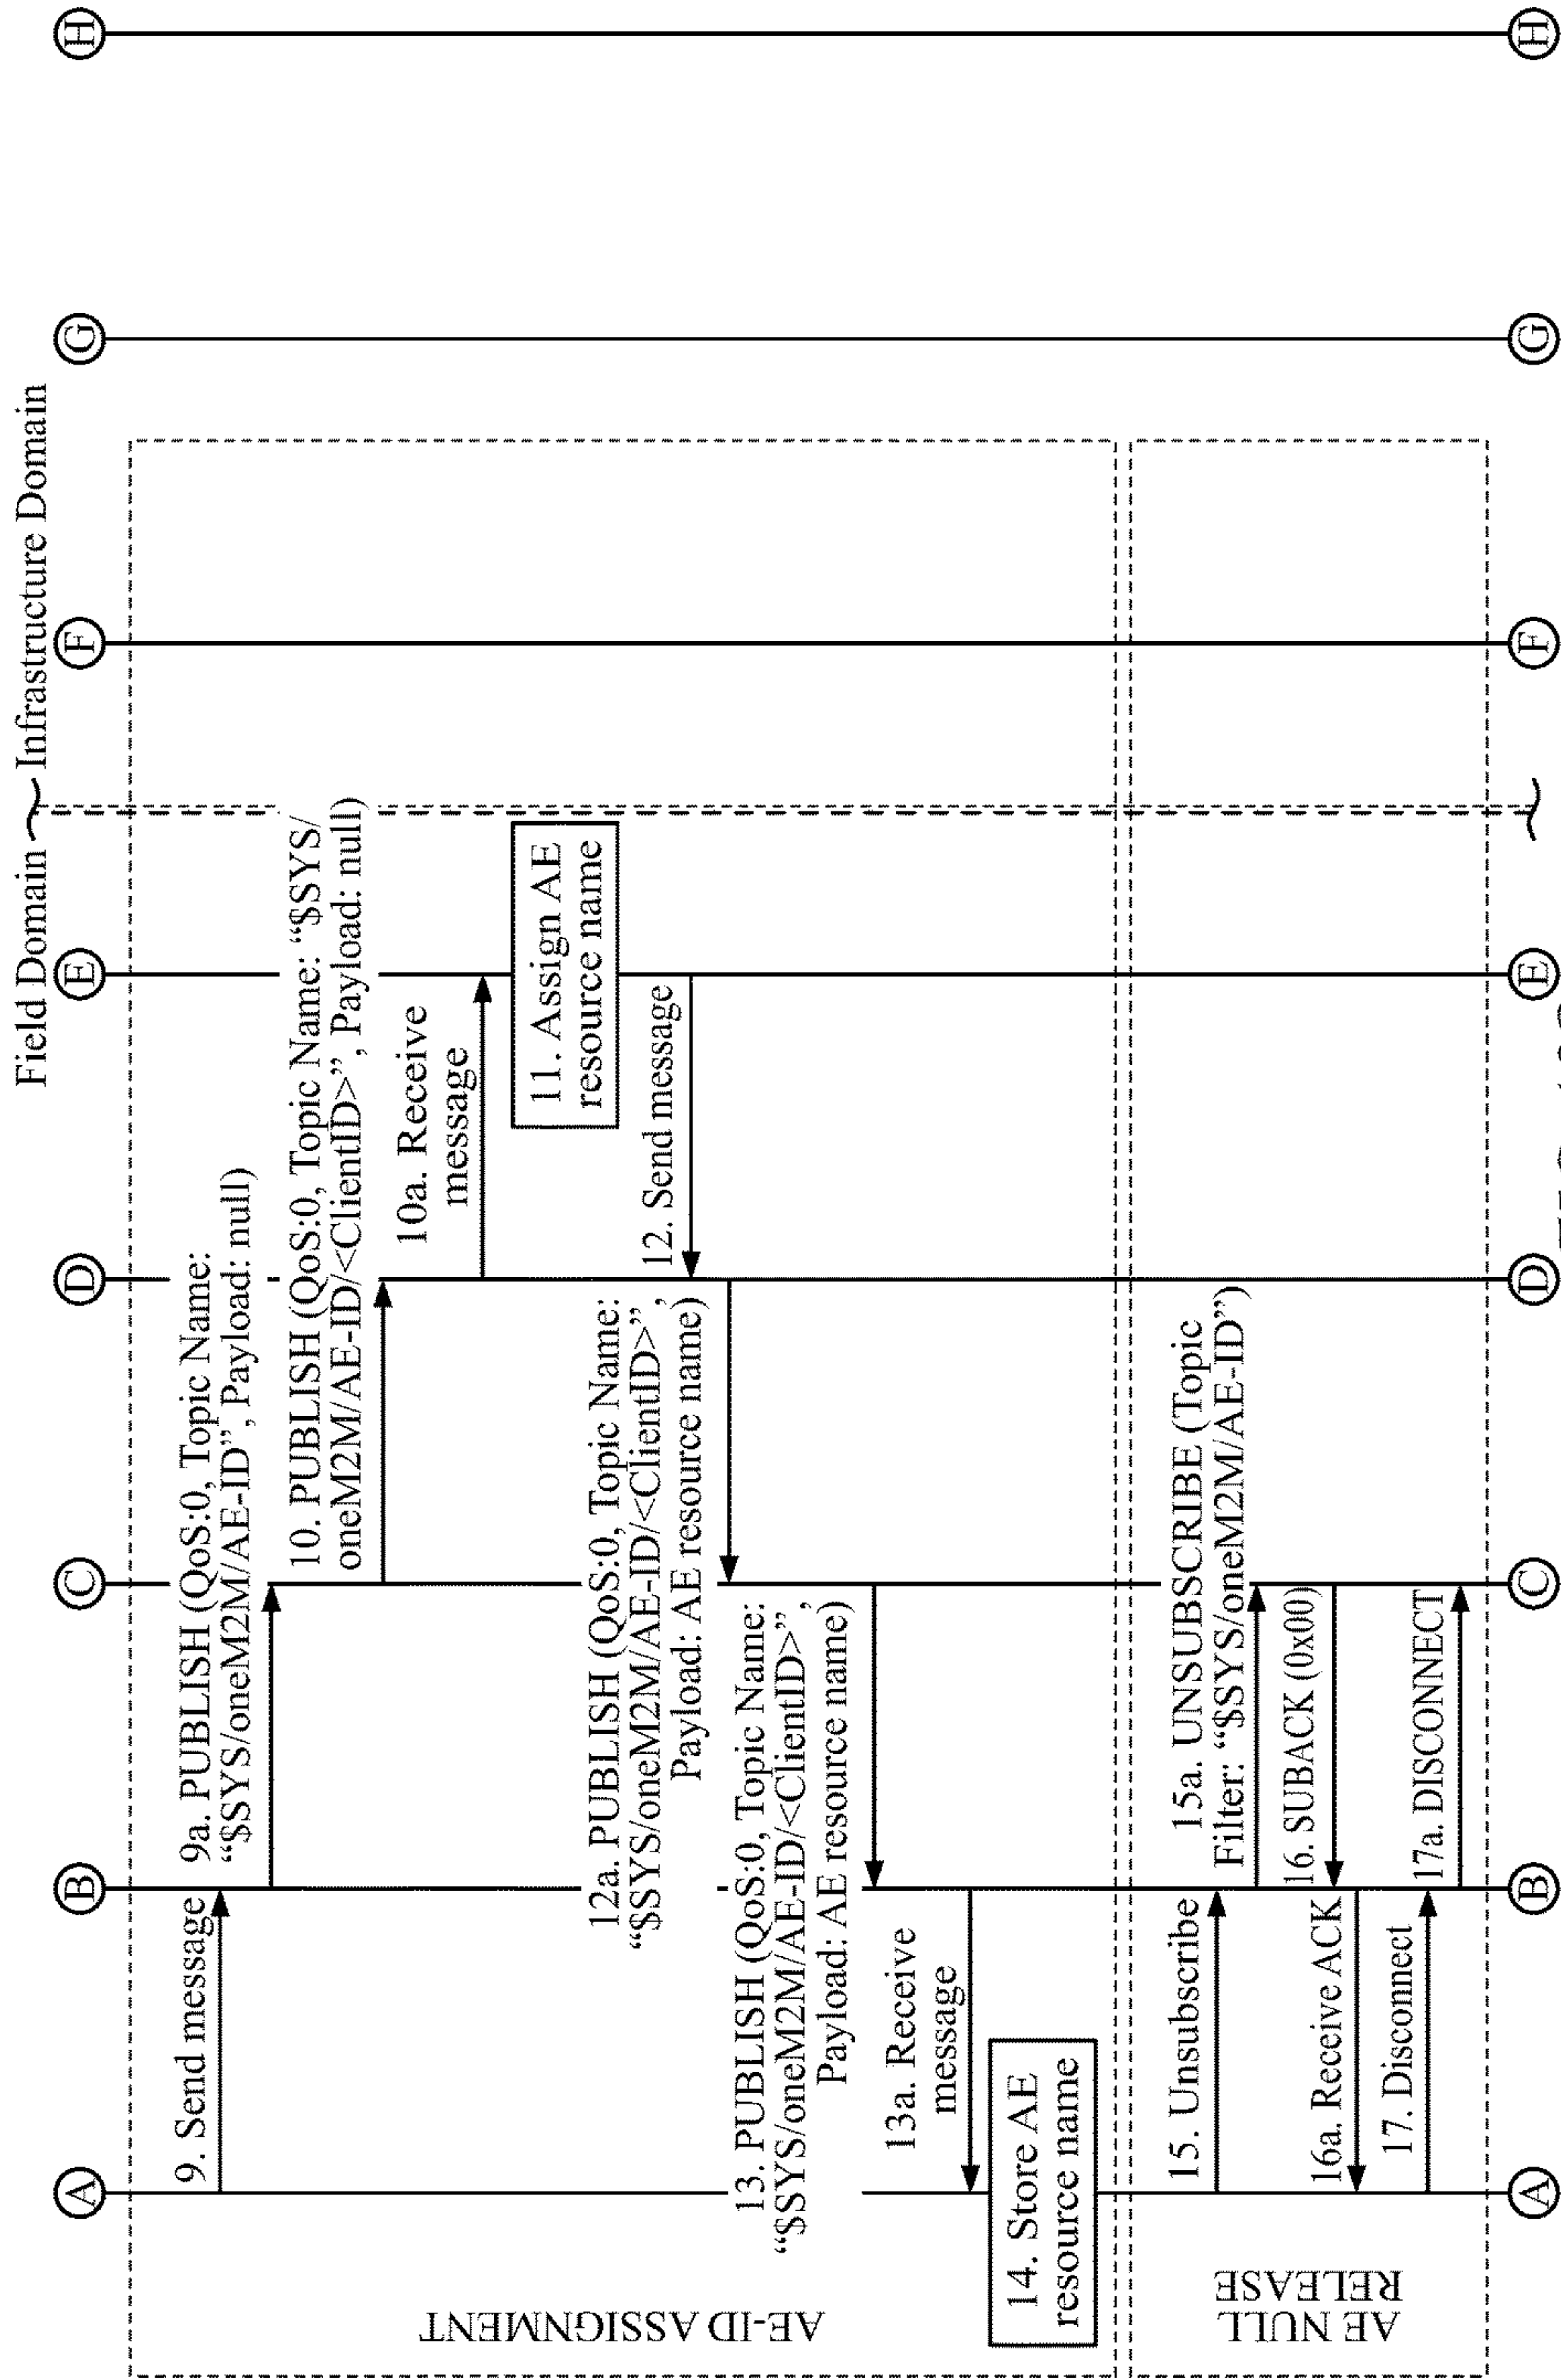 Field Domain
Infrastructure Domain
A
B
C
D
E
F
G
H
AE-ID ASSIGNMENT
9. Send message
9a. PUBLISH (QoS:0, Topic Name:
“$SYS/oneM2M/AE-ID”, Payload: null)
10. PUBLISH (QoS:0, Topic Name: “$SYS/
oneM2M/AE-ID/<ClientID>”, Payload: null)
10a. Receive
message
11. Assign AE
resource name
12. Send message
12a. PUBLISH (QoS:0, Topic Name:
“$SYS/oneM2M/AE-ID/<ClientID>”,
Payload: AE resource name)
13. PUBLISH (QoS:0, Topic Name:
“$SYS/oneM2M/AE-ID/<ClientID>”,
Payload: AE resource name)
13a. Receive
message
14. Store AE
resource name
AE NULL
RELEASE
15. Unsubscribe
15a. UNSUBSCRIBE (Topic
Filter: “$SYS/oneM2M/AE-ID”)
16. SUBACK (0x00)
16a. Receive ACK
17. Disconnect
17a. DISCONNECT
A
B
C
D
E
F
G
H